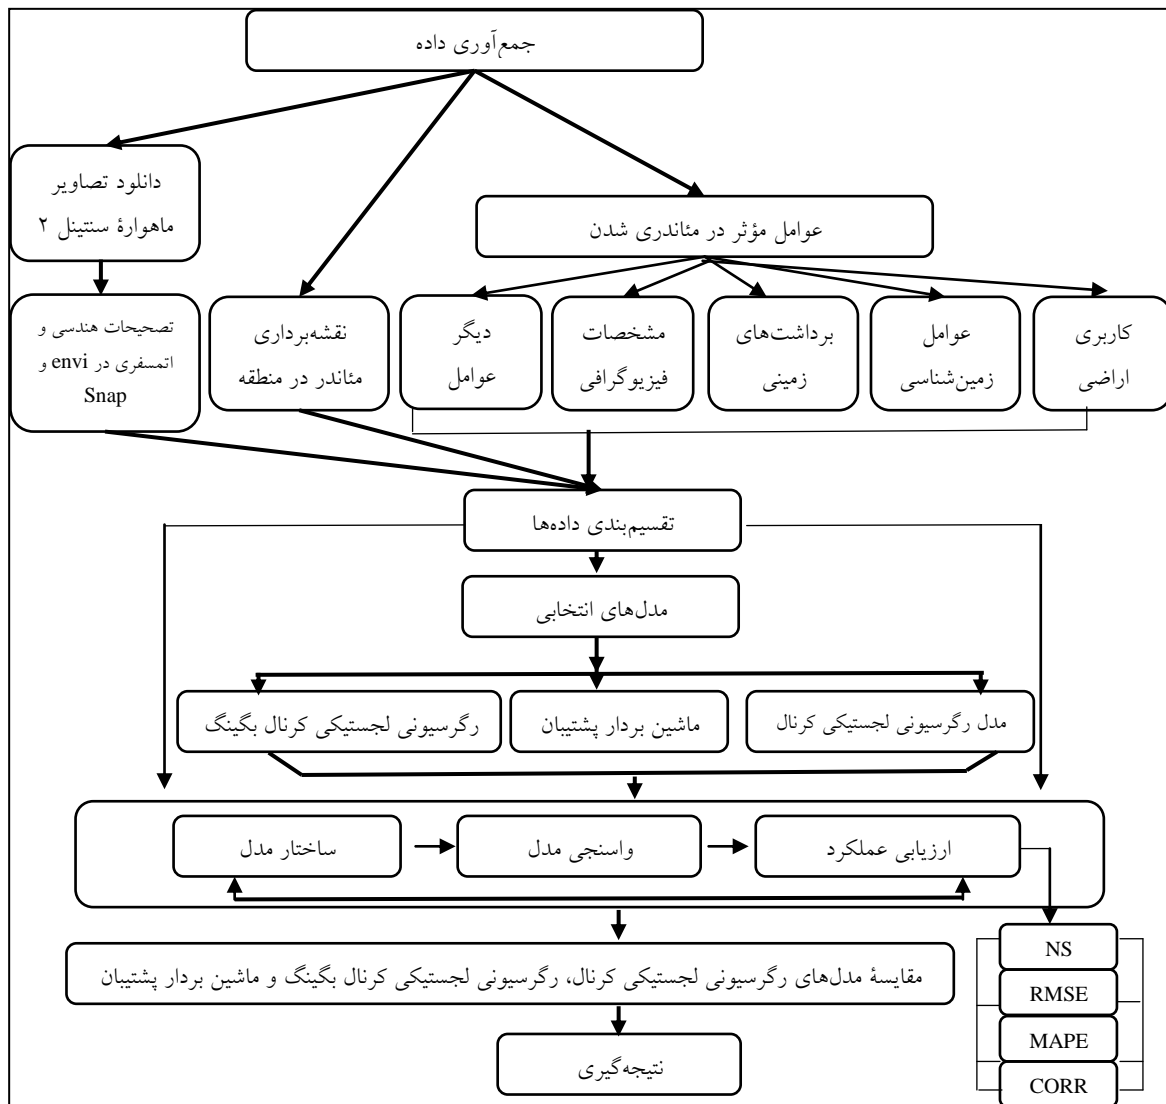 جمع‌آوری داده
دانلود تصاویر
ماهوارهٔ سنتینل ۲
عوامل مؤثر در مئاندری شدن
کاربری
اراضی
عوامل
زمین‌شناسی
برداشت‌های
زمینی
مشخصات
فیزیوگرافی
دیگر
عوامل
نقشه‌برداری
مئاندر در منطقه
تصحیحات هندسی و
اتمسفری در envi و
Snap
تقسیم‌بندی داده‌ها
مدل‌های انتخابی
مدل رگرسیونی لجستیکی کرنال
ماشین بردار پشتیبان
رگرسیونی لجستیکی کرنال بگینگ
ساختار مدل
واسنجی مدل
ارزیابی عملکرد
NS
RMSE
MAPE
CORR
مقایسهٔ مدل‌های رگرسیونی لجستیکی کرنال، رگرسیونی لجستیکی کرنال بگینگ و ماشین بردار پشتیبان
نتیجه‌گیری